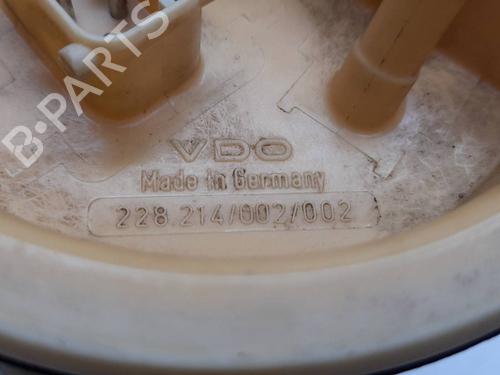 B-PARTS
VDO
Made in Germany
228.214/002/002